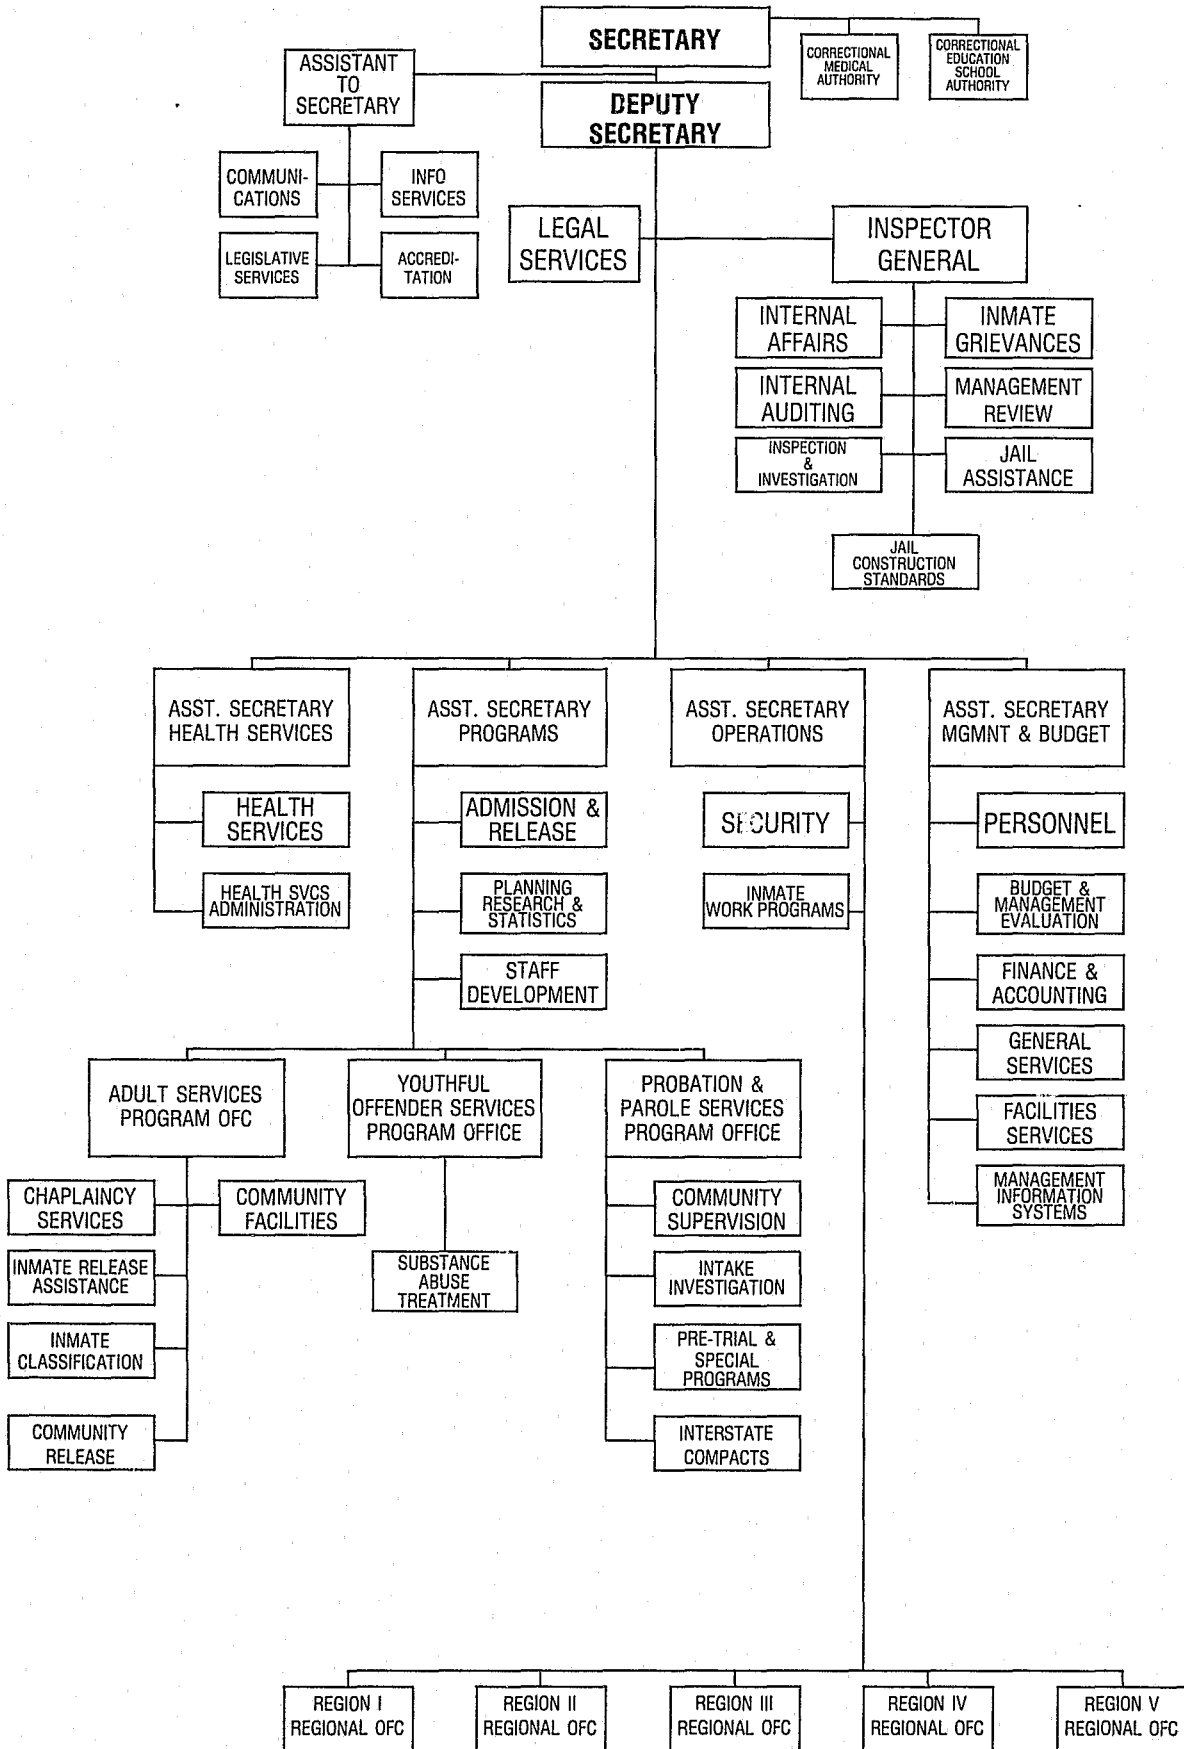 SECRETARY
CORRECTIONAL
MEDICAL
AUTHORITY
CORRECTIONAL
EDUCATION
SCHOOL
AUTHORITY
ASSISTANT
TO
SECRETARY
DEPUTY
SECRETARY
COMMUNI-
CATIONS
INFO
SERVICES
LEGISLATIVE
SERVICES
ACCREDI-
TATION
LEGAL
SERVICES
INSPECTOR
GENERAL
INTERNAL
AFFAIRS
INMATE
GRIEVANCES
INTERNAL
AUDITING
MANAGEMENT
REVIEW
INSPECTION
&
INVESTIGATION
JAIL
ASSISTANCE
JAIL
CONSTRUCTION
STANDARDS
ASST. SECRETARY
HEALTH SERVICES
ASST. SECRETARY
PROGRAMS
ASST. SECRETARY
OPERATIONS
ASST. SECRETARY
MGMNT & BUDGET
HEALTH
SERVICES
HEALTH SVCS
ADMINISTRATION
ADMISSION &
RELEASE
PLANNING
RESEARCH &
STATISTICS
STAFF
DEVELOPMENT
SECURITY
INMATE
WORK PROGRAMS
PERSONNEL
BUDGET &
MANAGEMENT
EVALUATION
FINANCE &
ACCOUNTING
GENERAL
SERVICES
FACILITIES
SERVICES
MANAGEMENT
INFORMATION
SYSTEMS
ADULT SERVICES
PROGRAM OFC
YOUTHFUL
OFFENDER SERVICES
PROGRAM OFFICE
PROBATION &
PAROLE SERVICES
PROGRAM OFFICE
CHAPLAINCY
SERVICES
COMMUNITY
FACILITIES
INMATE RELEASE
ASSISTANCE
INMATE
CLASSIFICATION
COMMUNITY
RELEASE
SUBSTANCE
ABUSE
TREATMENT
COMMUNITY
SUPERVISION
INTAKE
INVESTIGATION
PRE-TRIAL &
SPECIAL
PROGRAMS
INTERSTATE
COMPACTS
REGION I
REGIONAL OFC
REGION II
REGIONAL OFC
REGION III
REGIONAL OFC
REGION IV
REGIONAL OFC
REGION V
REGIONAL OFC